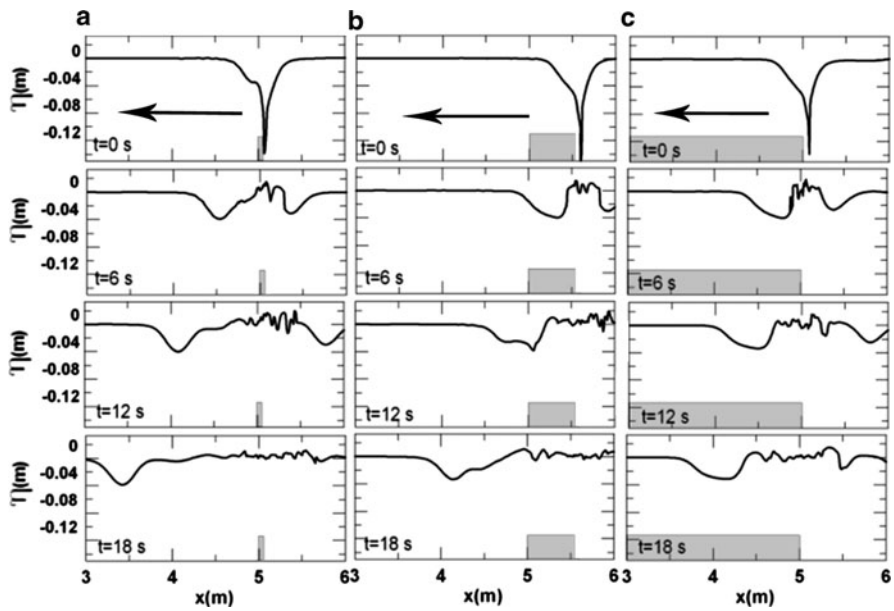 a b c
0
-0.04
-0.08
-0.12
η(m)
t=0 s t=0 s t=0 s
0
-0.04
-0.08
-0.12
η(m)
t=6 s t=6 s t=6 s
0
-0.04
-0.08
-0.12
η(m)
t=12 s t=12 s t=12 s
0
-0.04
-0.08
-0.12
η(m)
t=18 s t=18 s t=18 s
3 4 5 6 3 4 5 6 3 4 5 6
x(m) x(m) x(m)